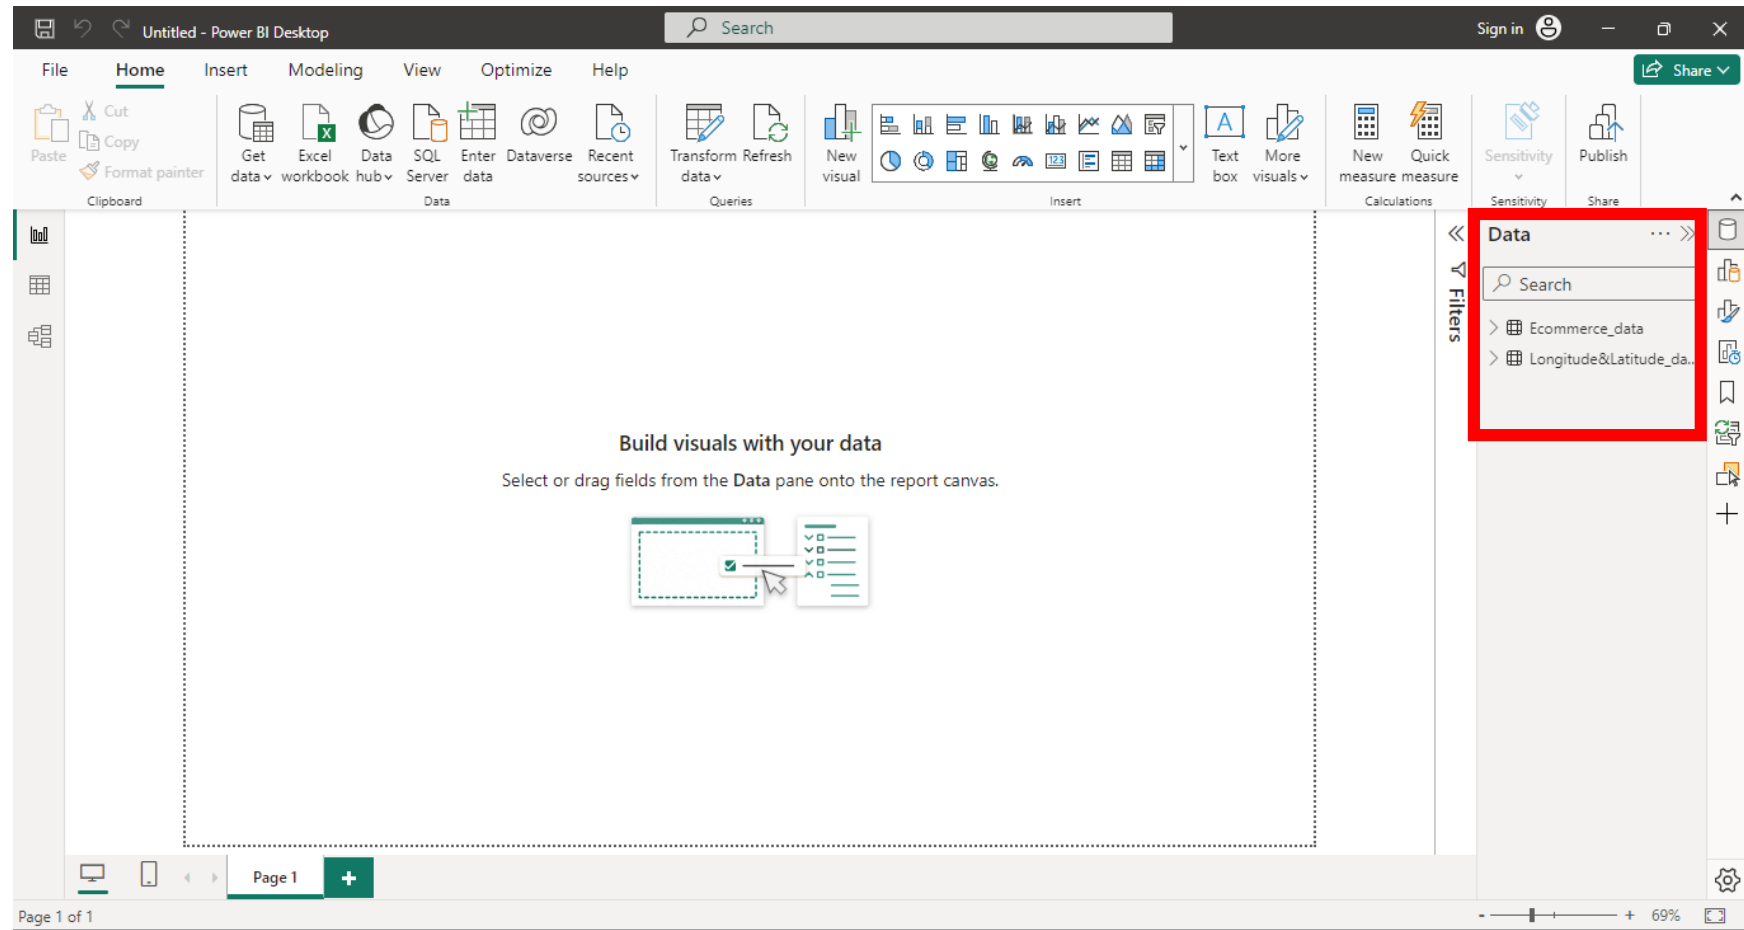 Untitled - Power BI Desktop
Search
Sign in
File Home Insert Modeling View Optimize Help
Share
Paste
Cut
Copy
Format painter
Clipboard
Get data
Excel workbook
Data hub
SQL Server
Enter data
Dataverse
Recent sources
Data
Transform data
Refresh
Queries
New visual
123
Insert
A
Text box
More visuals
New measure
Quick measure
Calculations
Sensitivity
Sensitivity
Publish
Share
Filters
Data
Search
Ecommerce_data
Longitude&Latitude_da...
Build visuals with your data
Select or drag fields from the Data pane onto the report canvas.
Page 1
+
Page 1 of 1
- + 69%